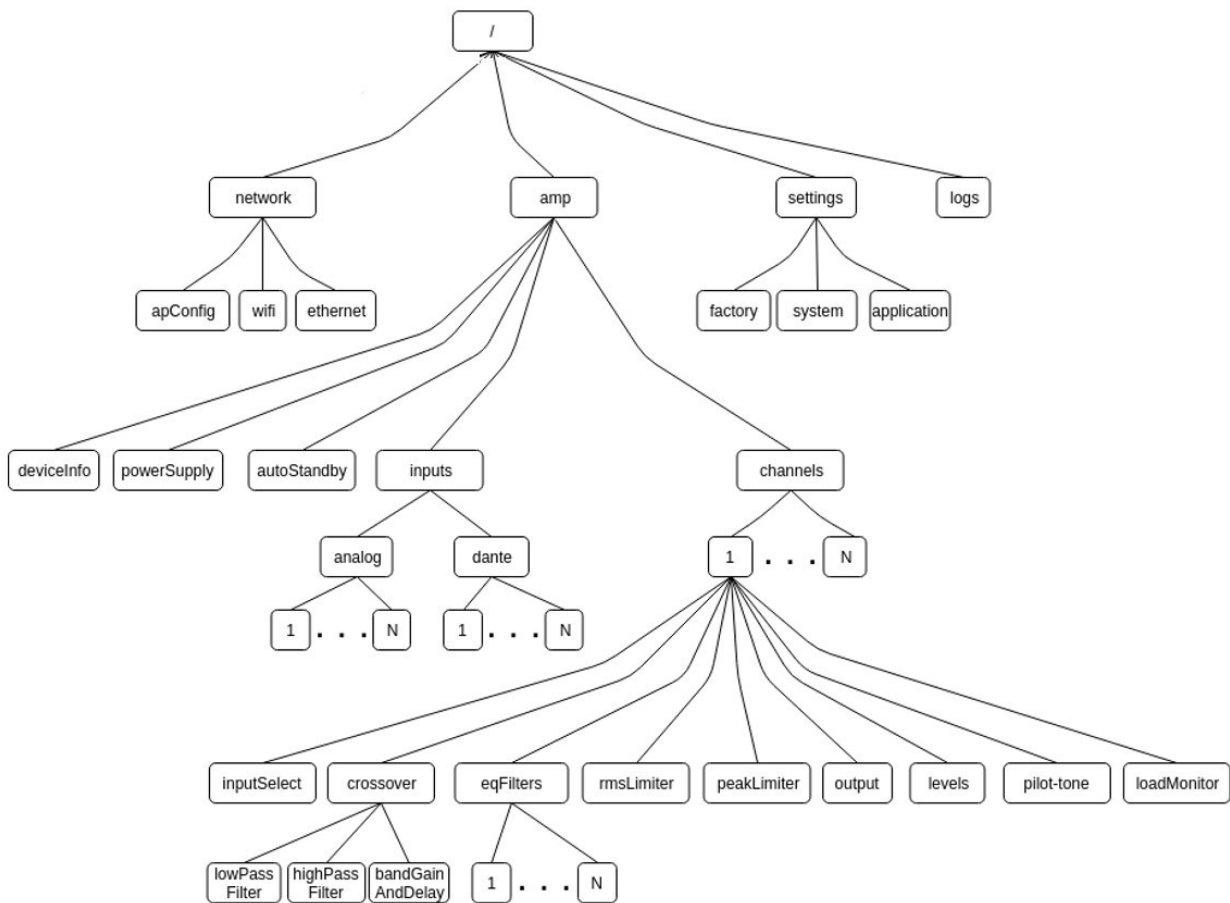 /
network
amp
settings
logs
apConfig
wifi
ethernet
factory
system
application
deviceInfo
powerSupply
autoStandby
inputs
channels
analog
dante
1 . . . N
1 . . . N
1 . . . N
inputSelect
crossover
eqFilters
rmsLimiter
peakLimiter
output
levels
pilot-tone
loadMonitor
lowPass
Filter
highPass
Filter
bandGain
AndDelay
1 . . . N